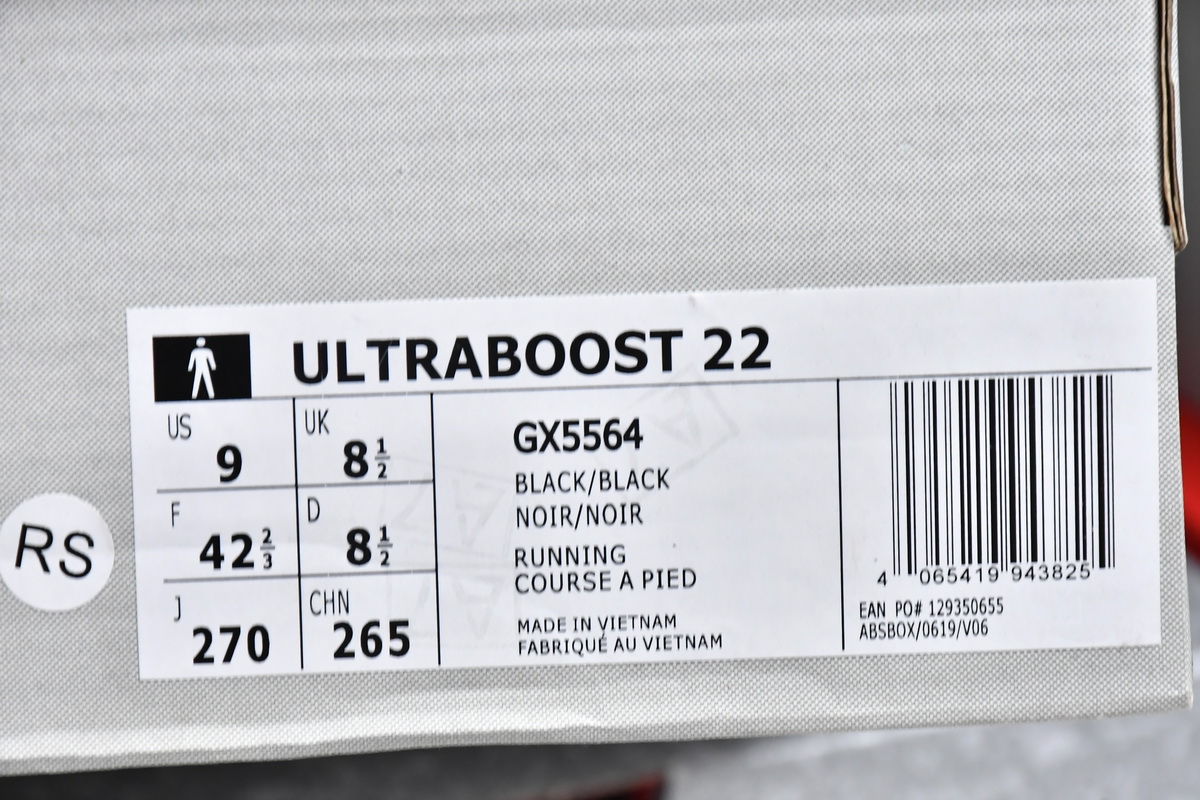 ULTRABOOST 22
US 9
UK 8 1/2
F 42 2/3
D 8 1/2
J 270
CHN 265
GX5564
BLACK/BLACK
NOIR/NOIR
RUNNING
COURSE A PIED
MADE IN VIETNAM
FABRIQUÉ AU VIETNAM
4 065419 943825
EAN PO# 129350655
ABSBOX/0619/V06
RS